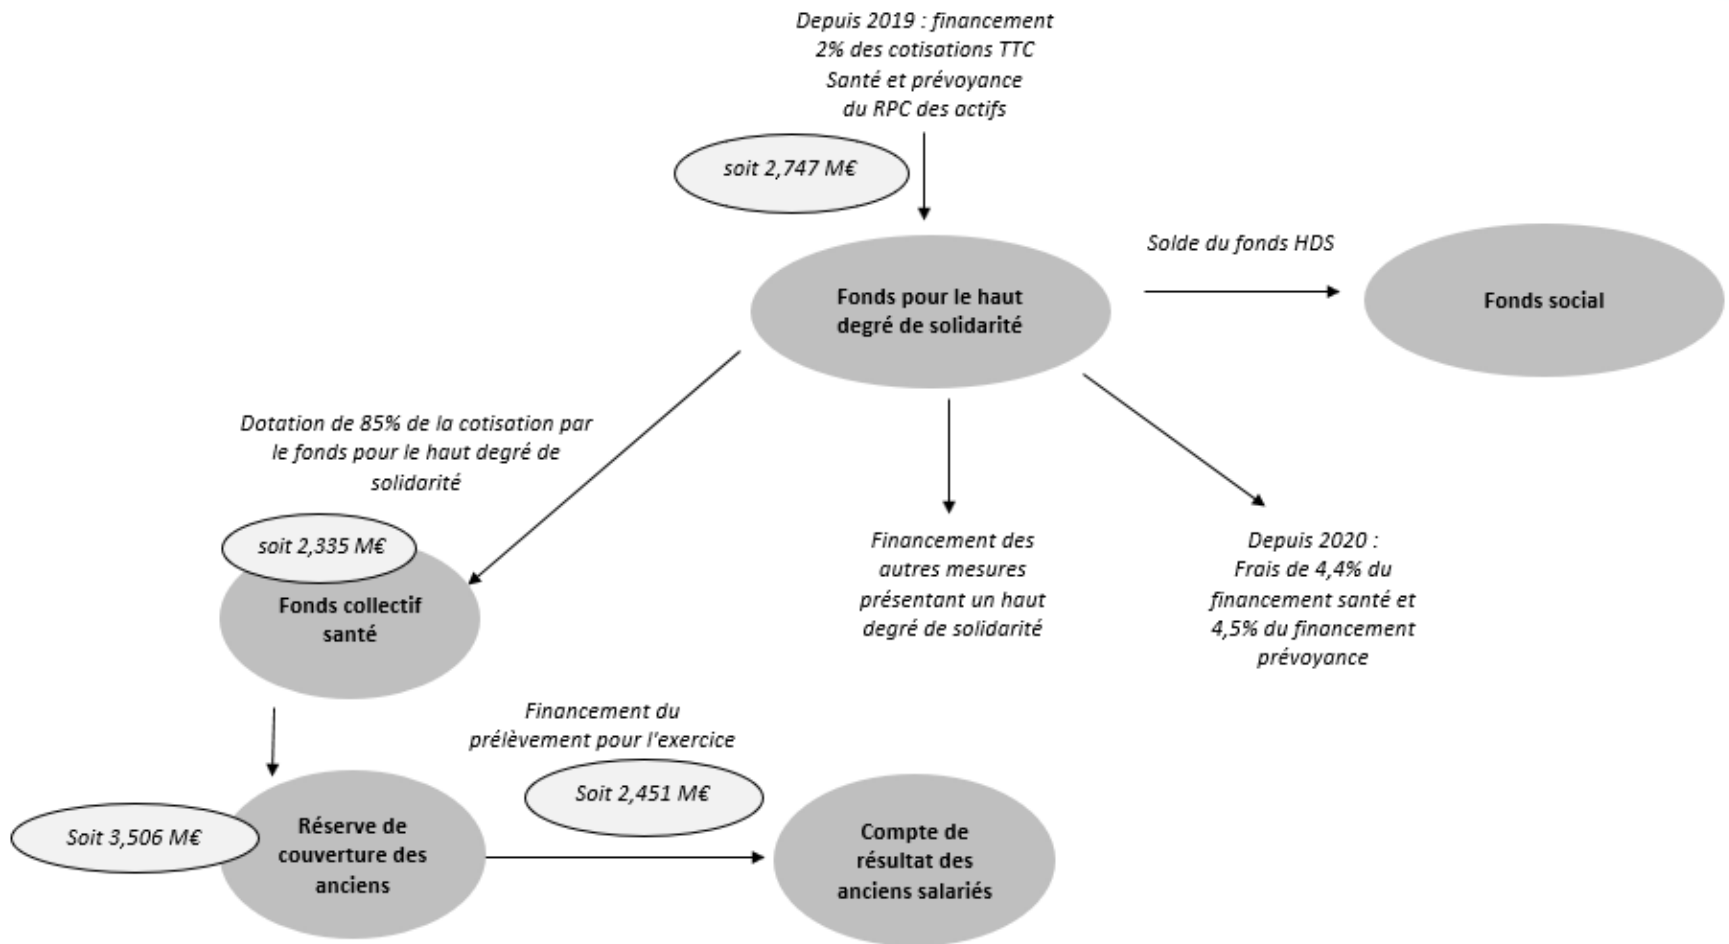 Depuis 2019 : financement
2% des cotisations TTC
Santé et prévoyance
du RPC des actifs
soit 2,747 M€
Fonds pour le haut
degré de solidarité
Solde du fonds HDS
Fonds social
Dotation de 85% de la cotisation par
le fonds pour le haut degré de
solidarité
soit 2,335 M€
Fonds collectif
santé
Financement des
autres mesures
présentant un haut
degré de solidarité
Depuis 2020 :
Frais de 4,4% du
financement santé et
4,5% du financement
prévoyance
Financement du
prélèvement pour l'exercice
Soit 2,451 M€
Soit 3,506 M€
Réserve de
couverture des
anciens
Compte de
résultat des
anciens salariés